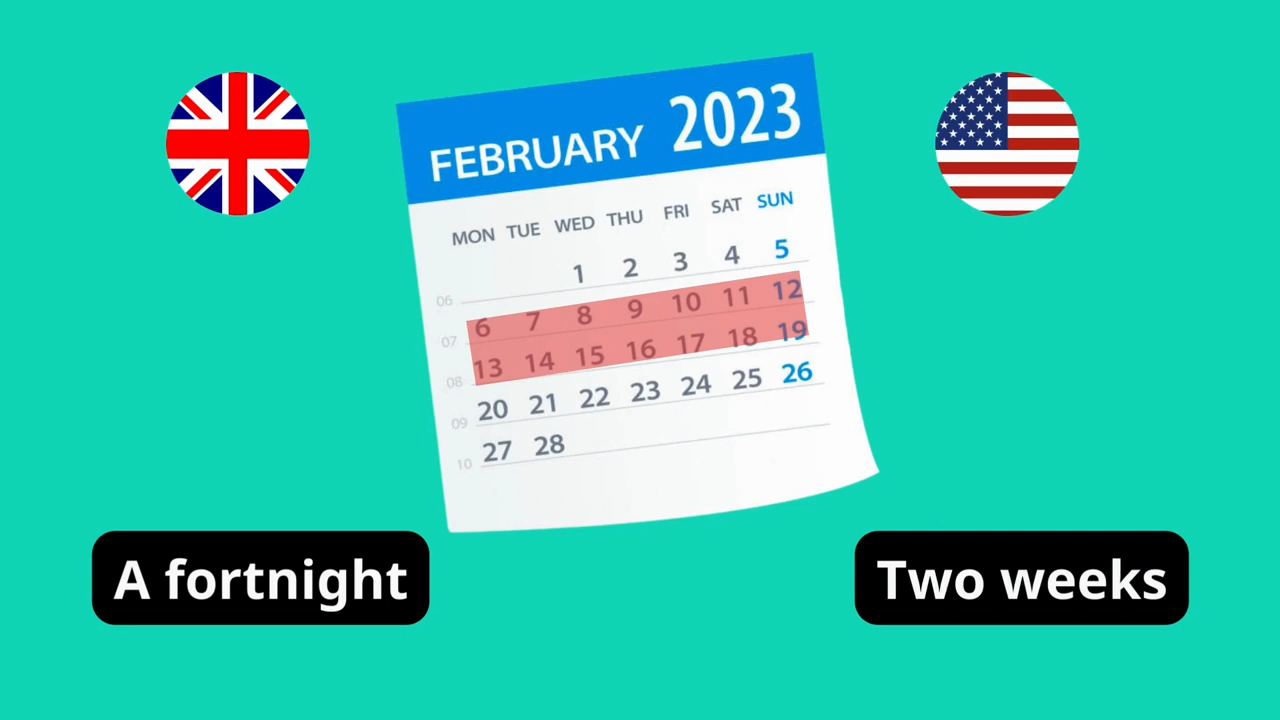 FEBRUARY 2023
MON TUE WED THU FRI SAT SUN
1 2 3 4 5
06
6 7 8 9 10 11 12
07
13 14 15 16 17 18 19
08
20 21 22 23 24 25 26
09
27 28
10
A fortnight
Two weeks